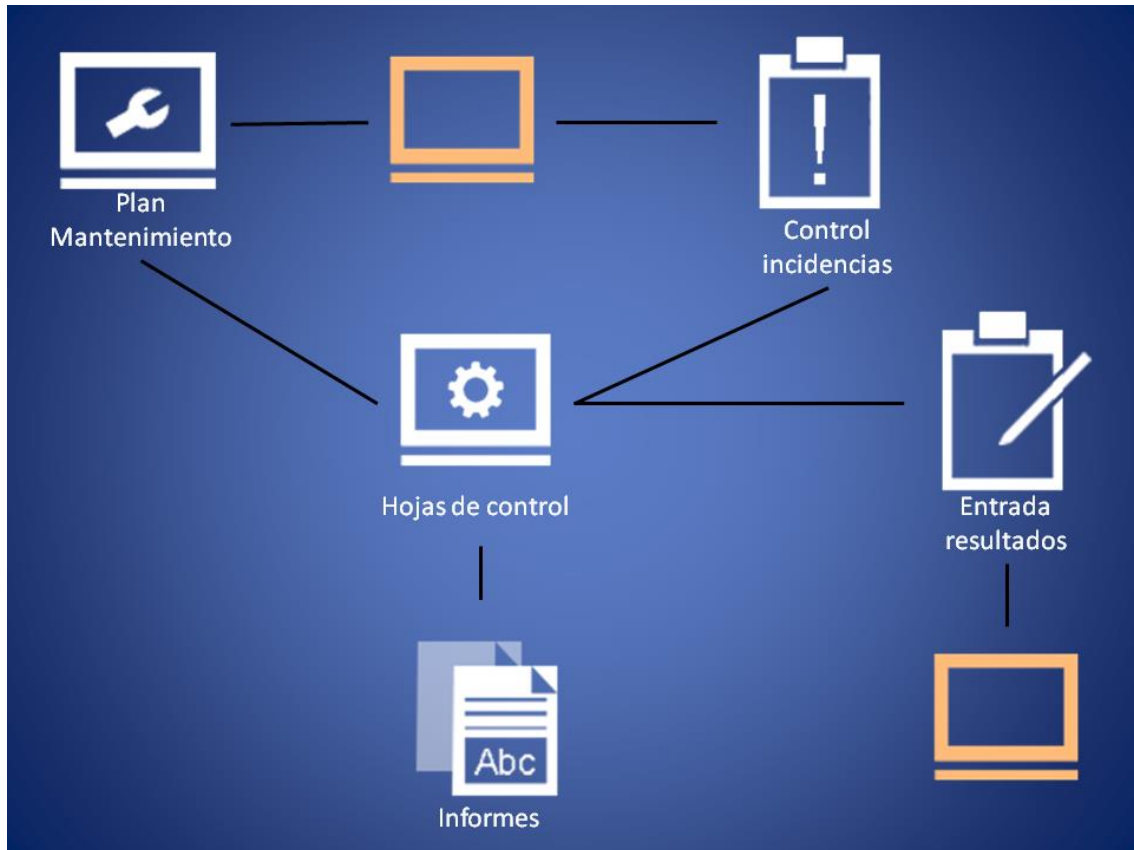 Plan
Mantenimiento
Control
incidencias
Hojas de control
Entrada
resultados
Abc
Informes